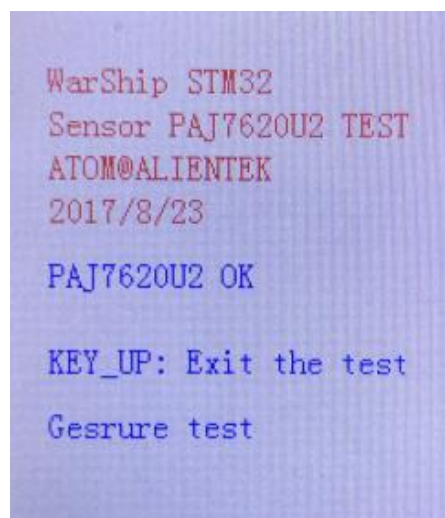 WarShip STM32
Sensor PAJ7620U2 TEST
ATOM@ALIENTEK
2017/8/23
PAJ7620U2 OK
KEY_UP: Exit the test
Gesrure test